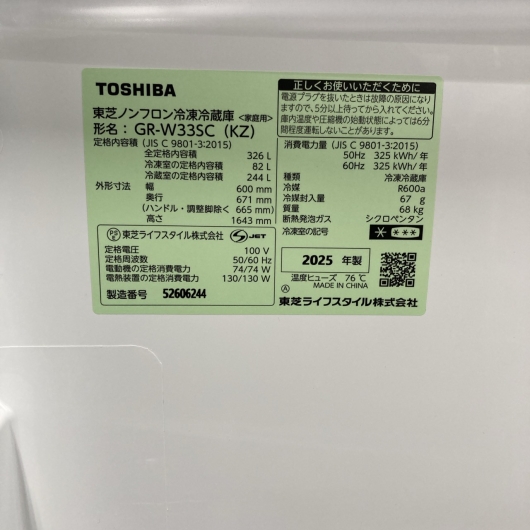 TOSHIBA
東芝ノンフロン冷凍冷蔵庫 <家庭用>
形名: GR-W33SC (KZ)
定格内容積 (JIS C 9801-3:2015)
全定格内容積 326 L
冷凍室の定格内容積 82 L
冷蔵室の定格内容積 244 L
外形寸法 幅 600 mm
奥行 671 mm
(ハンドル・調整脚除く 665 mm)
高さ 1643 mm
PSE 東芝ライフスタイル株式会社 S-JET
定格電圧 100 V
定格周波数 50/60 Hz
電動機の定格消費電力 74/74 W
電熱装置の定格消費電力 130/130 W
製造番号 52606244
正しくお使いいただくために
電源プラグを抜いたときは故障の原因になり
ますので、5分以上待ってから入れてください。
庫内温度や圧縮機の始動状態によっては6分
間程度運転しないことがあります。
消費電力量 (JIS C 9801-3:2015)
50Hz 325 kWh/年
60Hz 325 kWh/年
種類 冷凍冷蔵庫
冷媒 R600a
冷媒封入量 67 g
質量 68 kg
断熱発泡ガス シクロペンタン
冷凍室の記号 * ***
2025 年製
温度ヒューズ 76℃
MADE IN CHINA
Ⓐ
東芝ライフスタイル株式会社